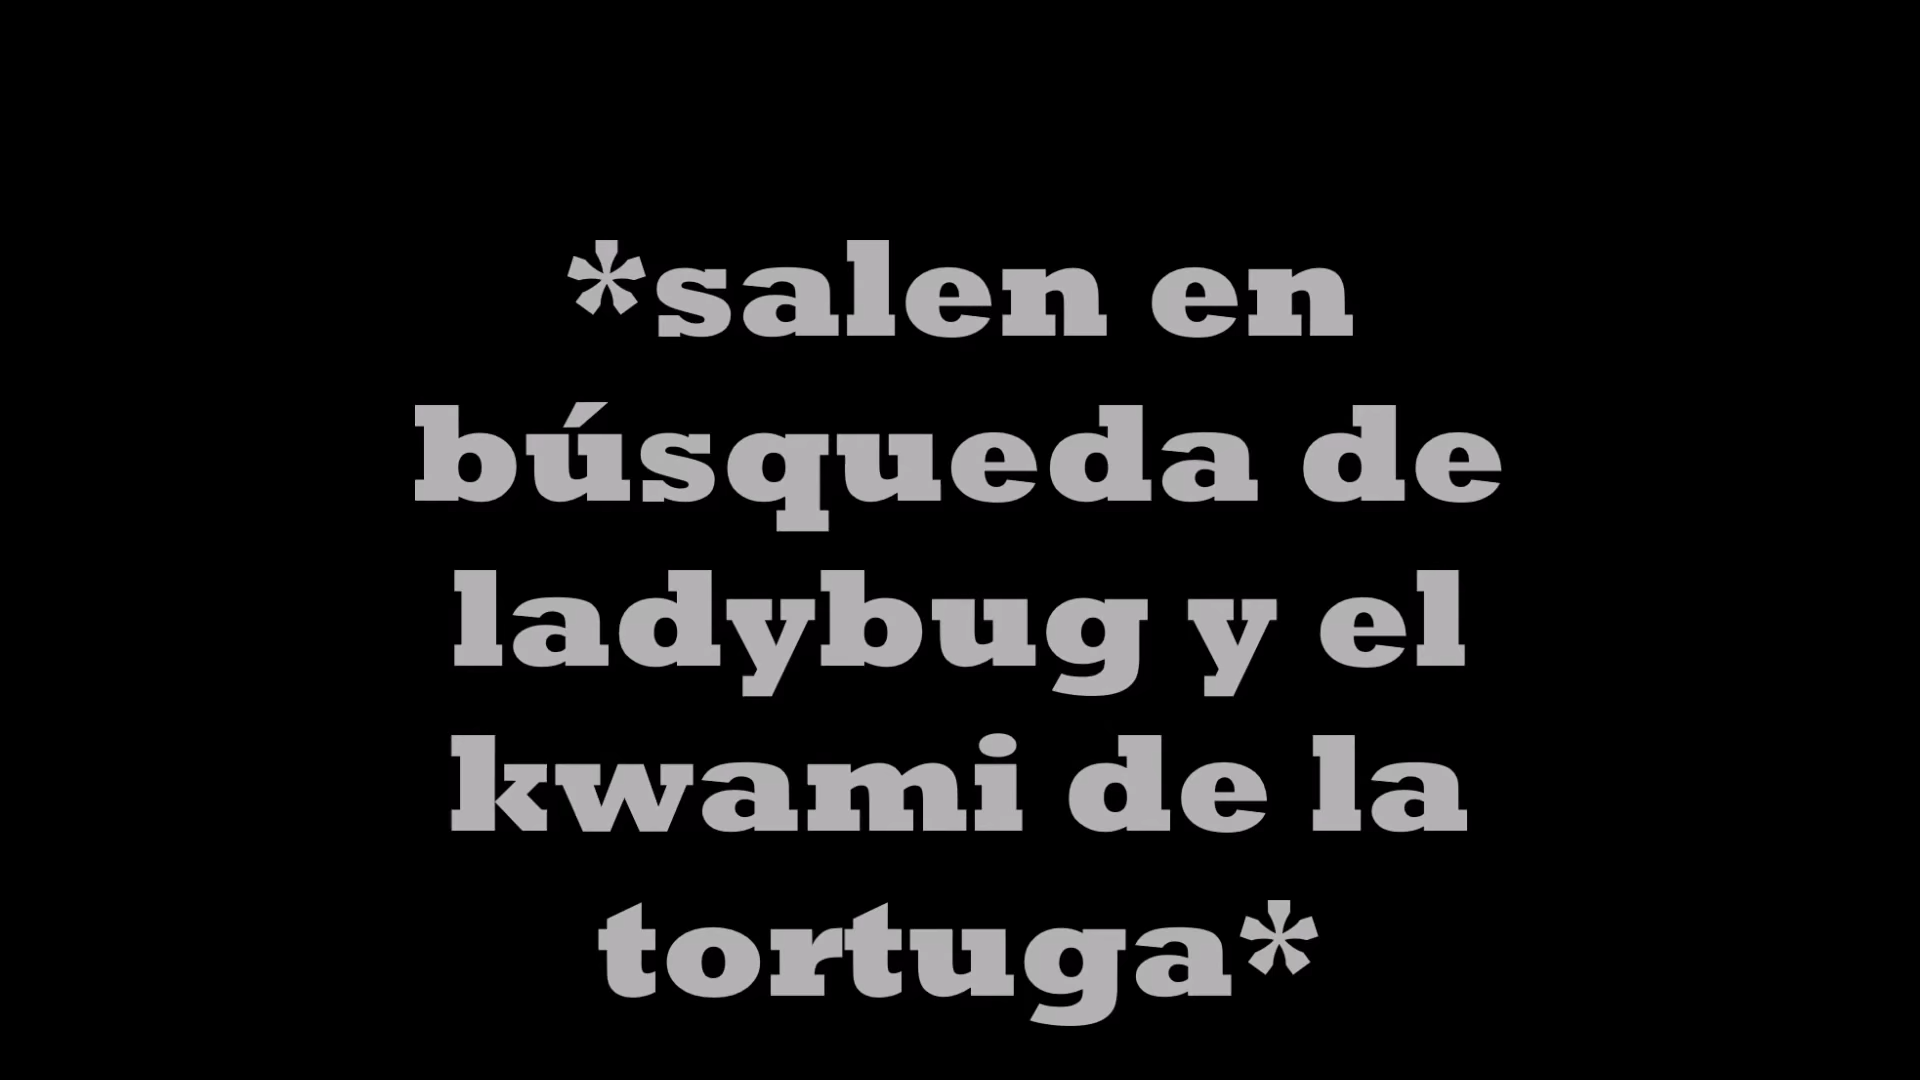 *salen en
búsqueda de
ladybug y el
kwami de la
tortuga*